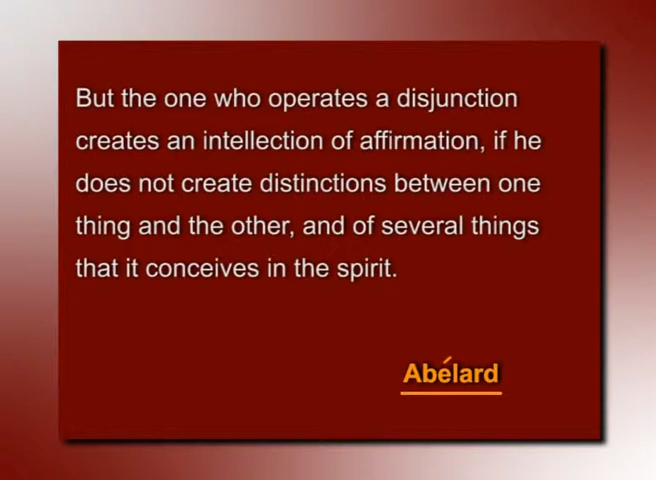 But the one who operates a disjunction
creates an intellection of affirmation, if he
does not create distinctions between one
thing and the other, and of several things
that it conceives in the spirit.
Abélard